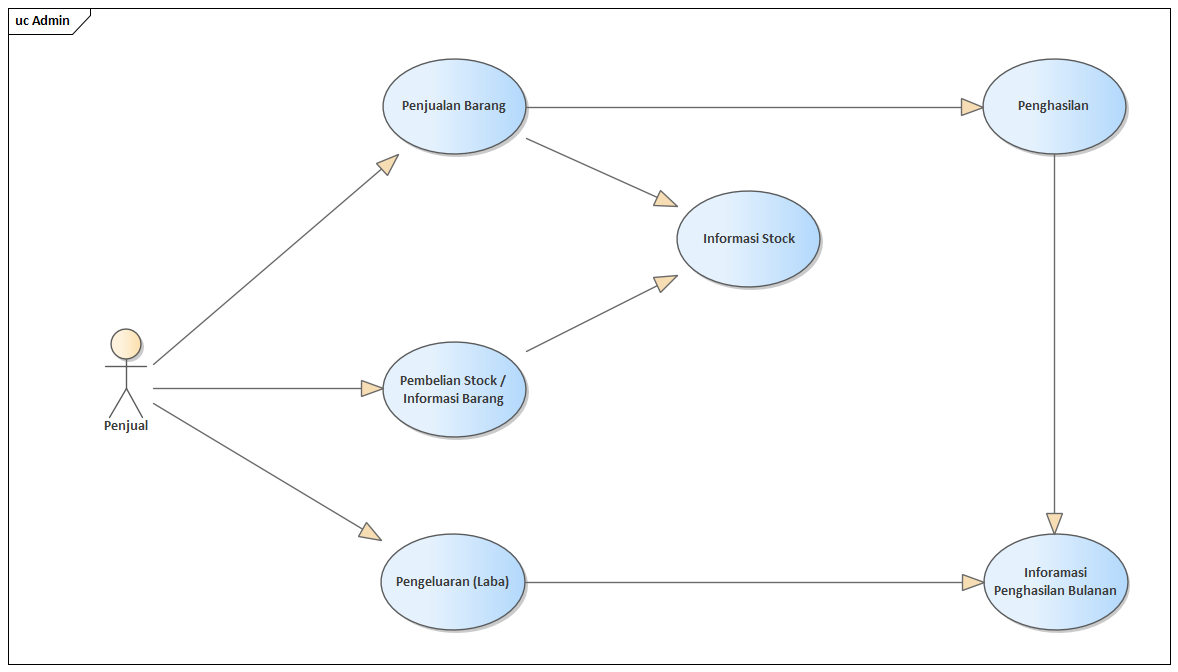 uc Admin
Penjualan Barang
Penghasilan
Informasi Stock
Pembelian Stock /
Informasi Barang
Penjual
Pengeluaran (Laba)
Inforamasi
Penghasilan Bulanan